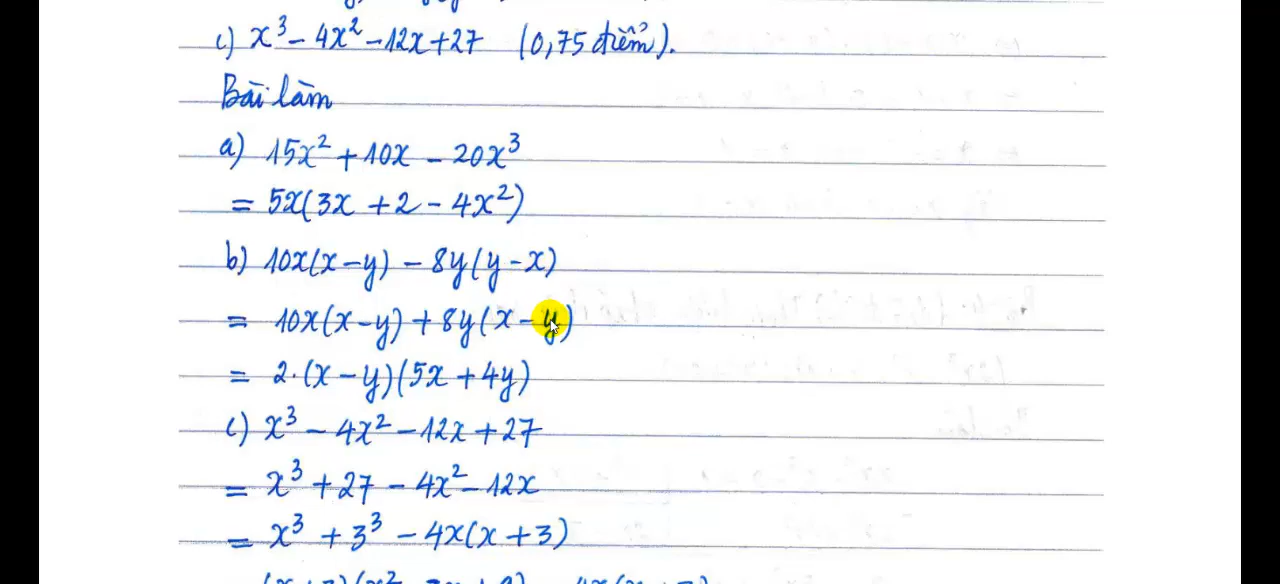 c) x³ - 4x² - 12x + 27 (0,75 điểm).
Bài làm
a) 15x² + 10x - 20x³
= 5x(3x + 2 - 4x²)
b) 10x(x - y) - 8y(y - x)
= 10x(x - y) + 8y(x - y)
= 2.(x - y)(5x + 4y)
c) x³ - 4x² - 12x + 27
= x³ + 27 - 4x² - 12x
= x³ + 3³ - 4x(x + 3)